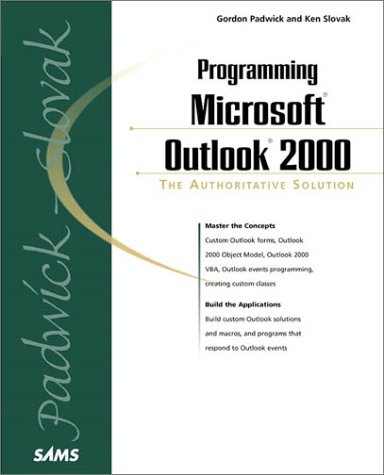 Gordon Padwick and Ken Slovak
Programming
Microsoft®
Outlook® 2000
THE AUTHORITATIVE SOLUTION
Master the Concepts
Custom Outlook forms, Outlook
2000 Object Model, Outlook 2000
VBA, Outlook events programming,
creating custom classes
Build the Applications
Build custom Outlook solutions
and macros, and programs that
respond to Outlook events
Padwick-Slovak
SAMS